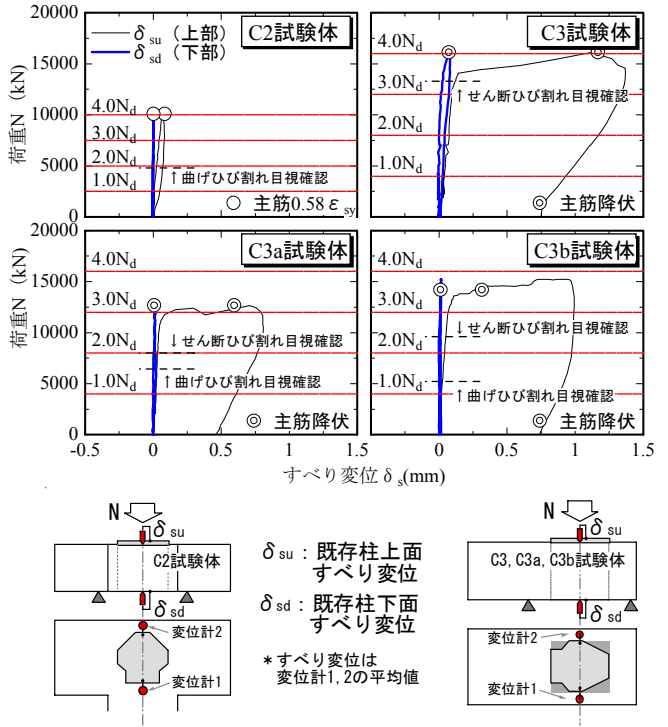 δsu（上部）
δsd（下部）
C2試験体
20000
15000
10000
5000
0
荷重N (kN)
4.0Nd
3.0Nd
2.0Nd
1.0Nd
↑曲げひび割れ目視確認
主筋0.58εsy
C3試験体
4.0Nd
3.0Nd
2.0Nd
1.0Nd
↑せん断ひび割れ目視確認
主筋降伏
C3a試験体
20000
15000
10000
5000
0
荷重N (kN)
4.0Nd
3.0Nd
2.0Nd
1.0Nd
↓せん断ひび割れ目視確認
↑曲げひび割れ目視確認
主筋降伏
-0.5 0 0.5 1
C3b試験体
4.0Nd
3.0Nd
2.0Nd
1.0Nd
↓せん断ひび割れ目視確認
↑曲げひび割れ目視確認
主筋降伏
-0.5 0 0.5 1 1.5
すべり変位δs(mm)
N
δsu
C2試験体
δsd
変位計2
変位計1
δsu：既存柱上面
すべり変位
δsd：既存柱下面
すべり変位
*すべり変位は
変位計1,2の平均値
N
δsu
C3,C3a,C3b試験体
δsd
変位計2
変位計1